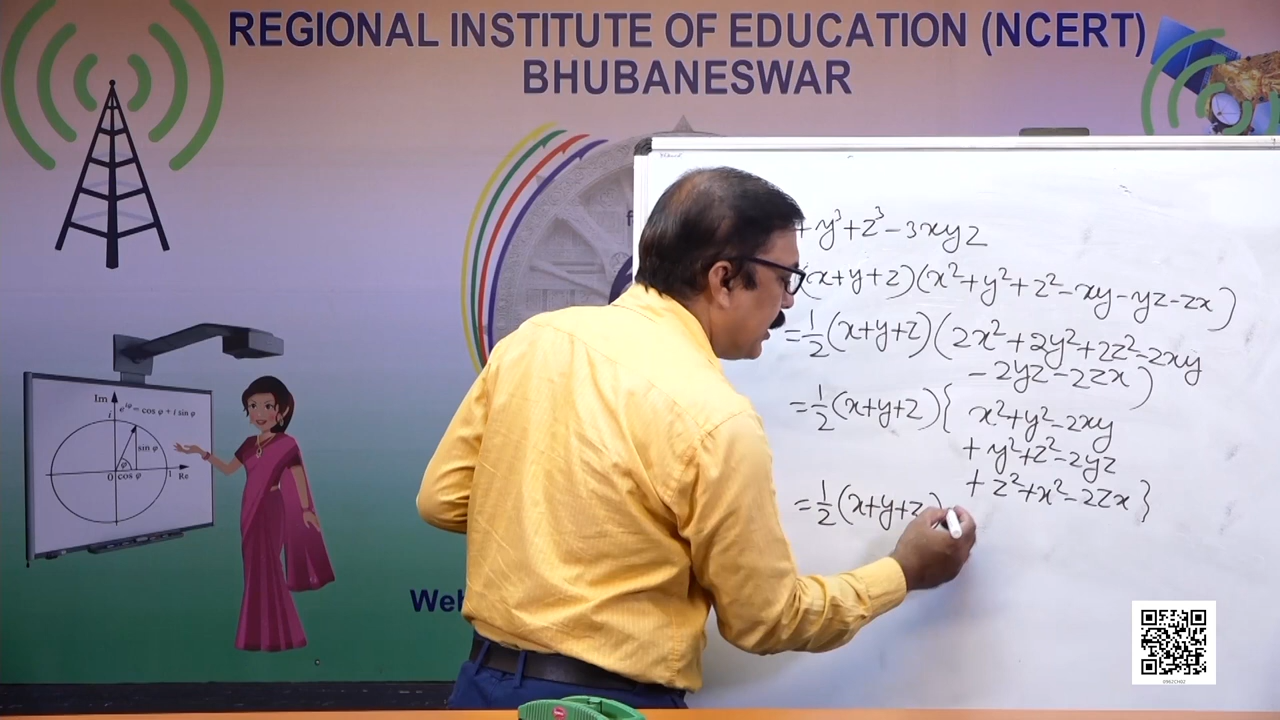 REGIONAL INSTITUTE OF EDUCATION (NCERT)
BHUBANESWAR
Im
i
e^iφ = cos φ + i sin φ
sin φ
φ
0 cos φ 1 Re
+ y³ + z³ - 3xyz
(x+y+z)(x²+y²+z²-xy-yz-zx)
=½(x+y+z)(2x²+2y²+2z²-2xy
-2yz-2zx)
=½(x+y+z){ x²+y²-2xy
+ y²+z²-2yz
+ z²+x²-2zx}
=½(x+y+z)
Web
0962CH02